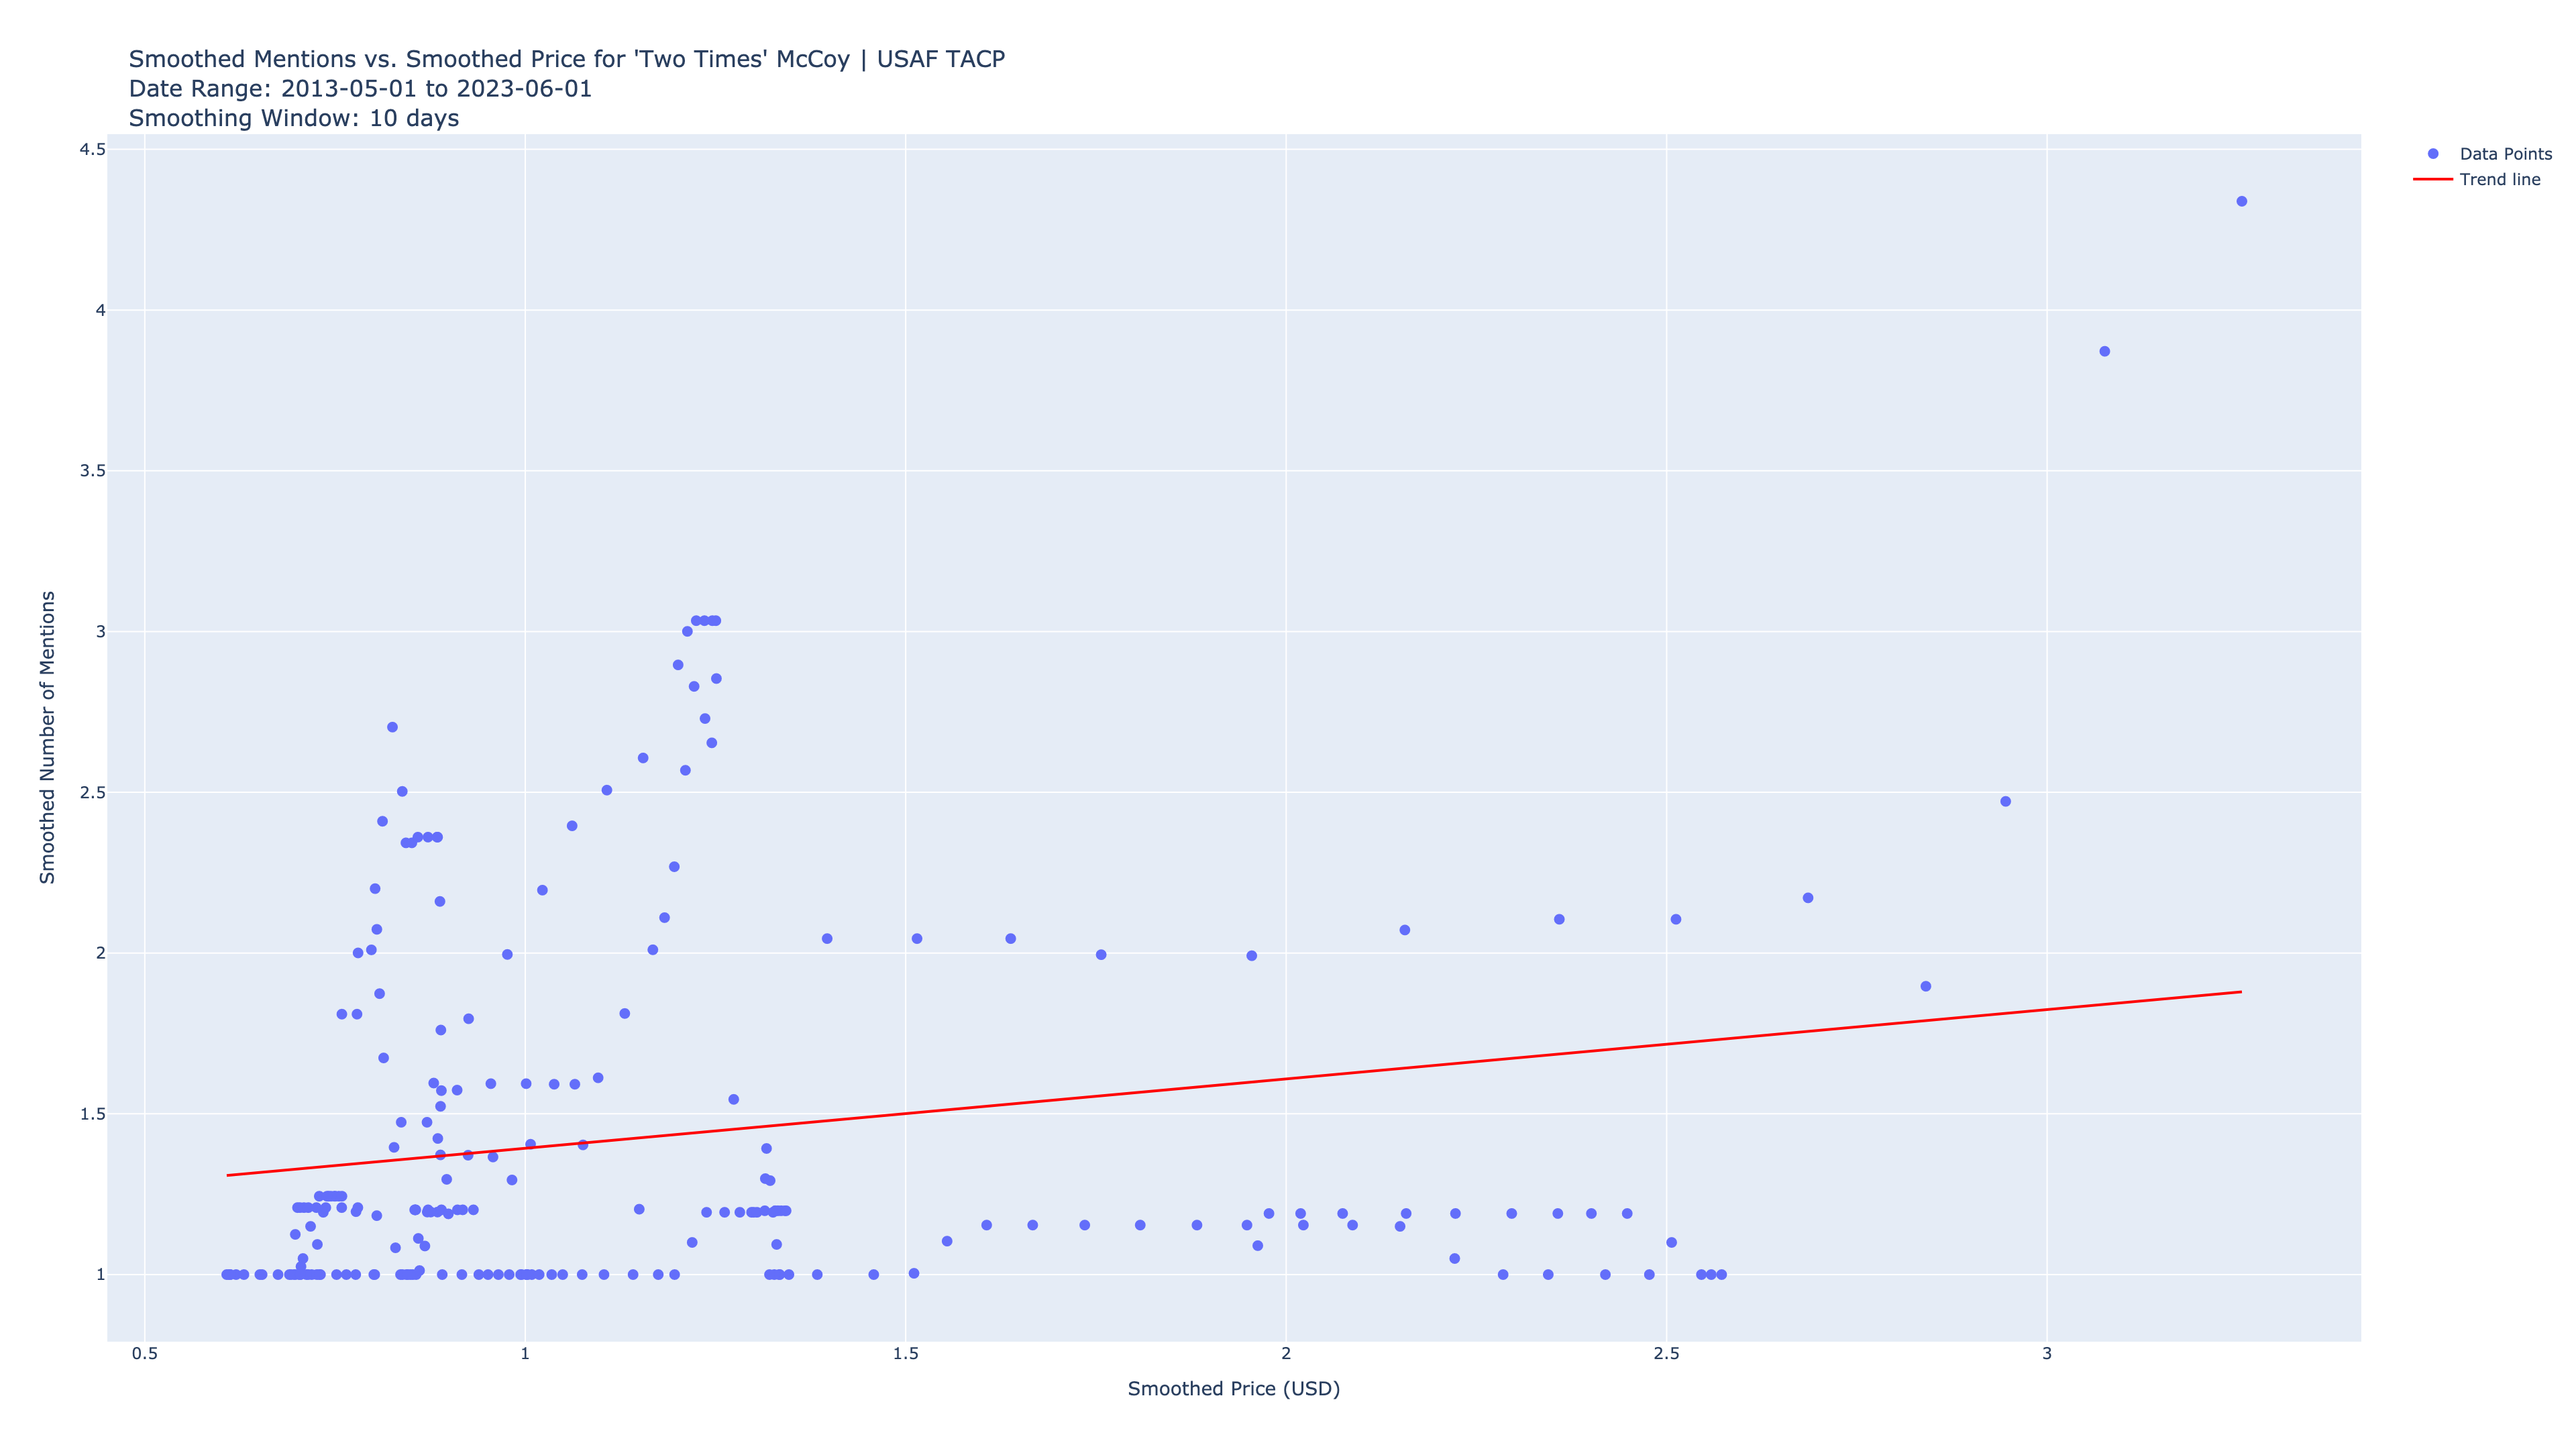 Smoothed Mentions vs. Smoothed Price for 'Two Times' McCoy | USAF TACP
Date Range: 2013-05-01 to 2023-06-01
Smoothing Window: 10 days
Data Points
Trend line
Smoothed Number of Mentions
4.5
4
3.5
3
2.5
2
1.5
1
0.5
1
1.5
2
2.5
3
Smoothed Price (USD)